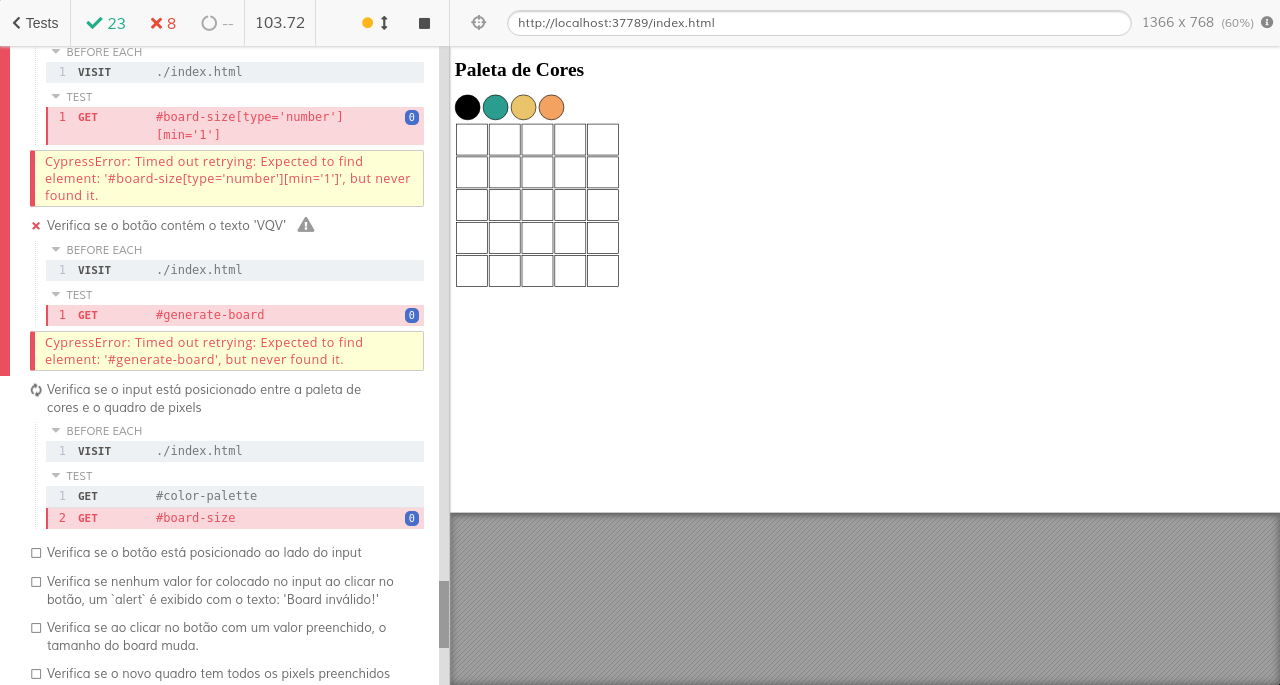 Tests 23 8 -- 103.72
http://localhost:37789/index.html 1366 x 768 (60%)
BEFORE EACH
1 VISIT ./index.html
TEST
1 GET #board-size[type='number'] 0
[min='1']
CypressError: Timed out retrying: Expected to find
element: '#board-size[type='number'][min='1']', but never
found it.
Verifica se o botão contém o texto 'VQV'
BEFORE EACH
1 VISIT ./index.html
TEST
1 GET #generate-board 0
CypressError: Timed out retrying: Expected to find
element: '#generate-board', but never found it.
Verifica se o input está posicionado entre a paleta de
cores e o quadro de pixels
BEFORE EACH
1 VISIT ./index.html
TEST
1 GET #color-palette
2 GET #board-size 0
Verifica se o botão está posicionado ao lado do input
Verifica se nenhum valor for colocado no input ao clicar no
botão, um `alert` é exibido com o texto: 'Board inválido!'
Verifica se ao clicar no botão com um valor preenchido, o
tamanho do board muda.
Verifica se o novo quadro tem todos os pixels preenchidos
Paleta de Cores